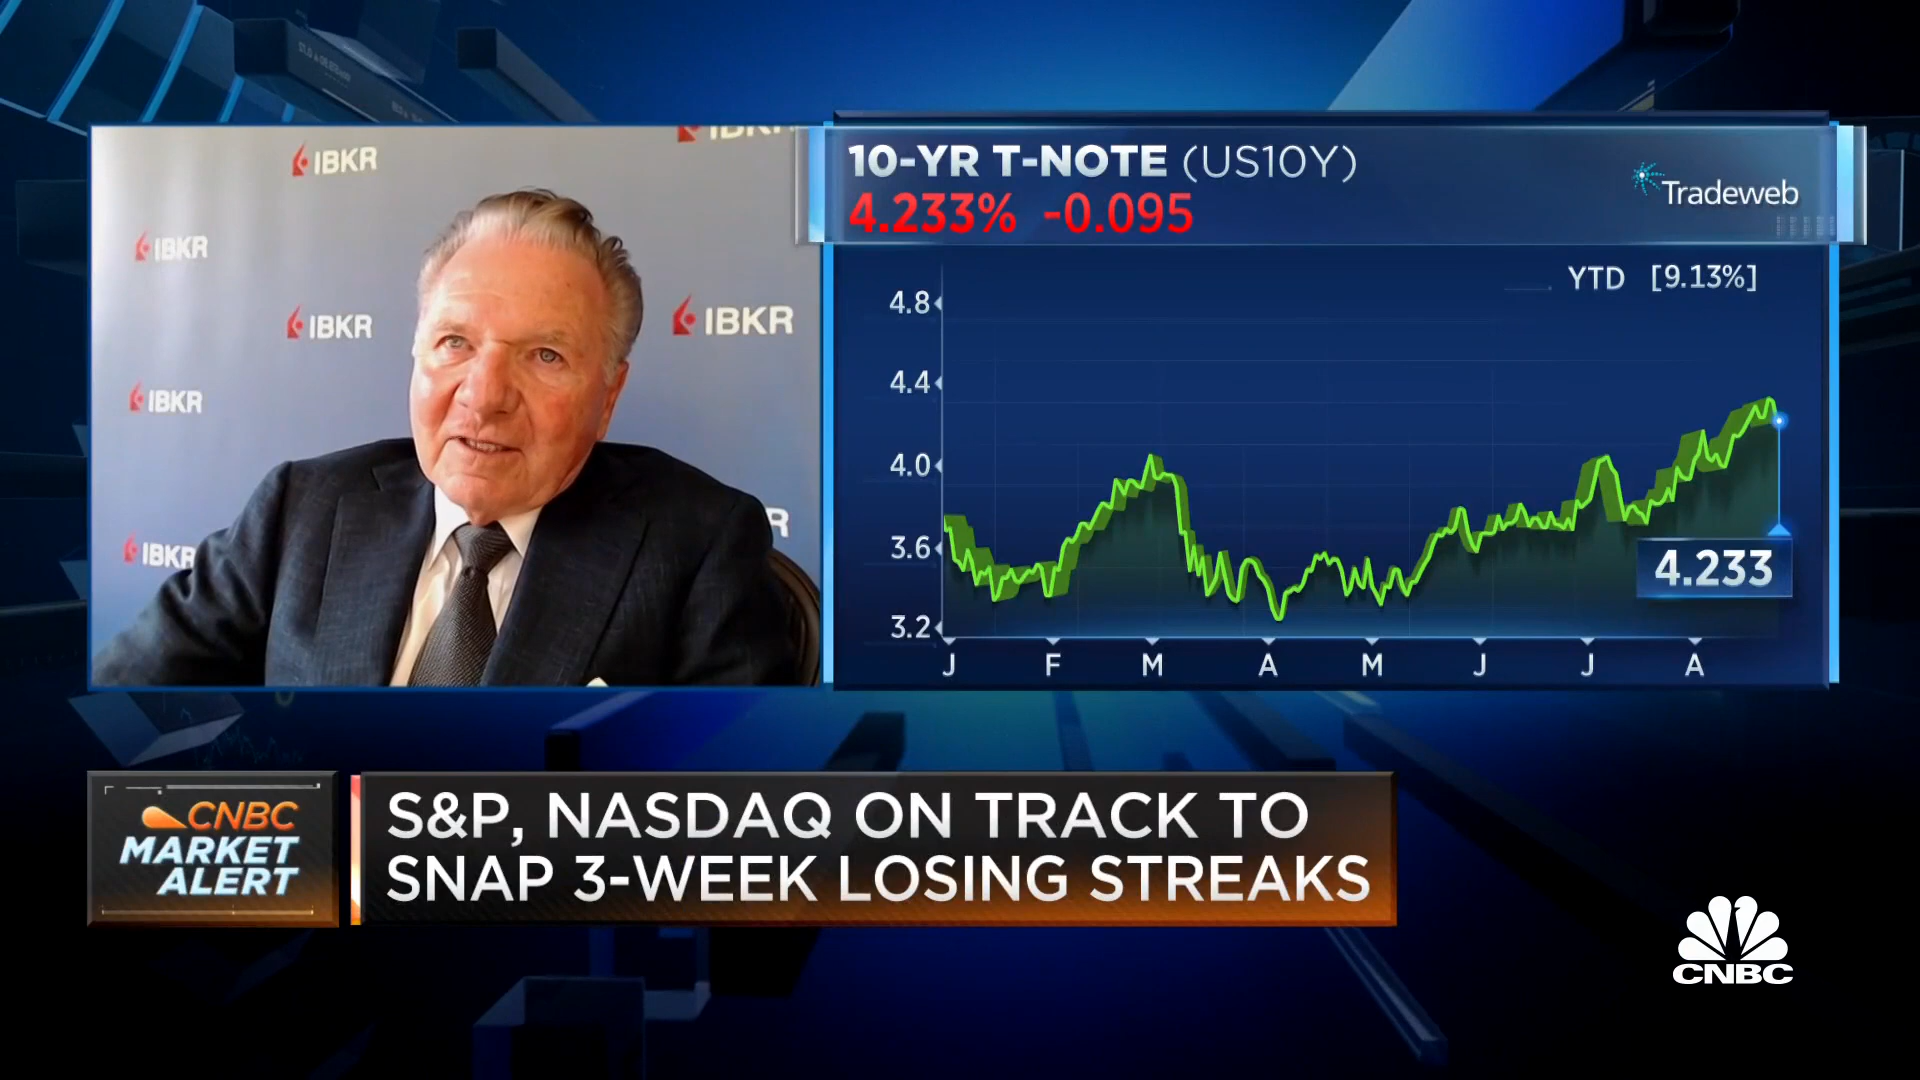 IBKR
IBKR
IBKR
IBKR
IBKR
IBKR
IBKR
R
10-YR T-NOTE (US10Y)
4.233% -0.095
Tradeweb
YTD [9.13%]
4.8
4.4
4.0
3.6
3.2
J F M A M J J A
4.233
CNBC
MARKET
ALERT
S&P, NASDAQ ON TRACK TO
SNAP 3-WEEK LOSING STREAKS
CNBC